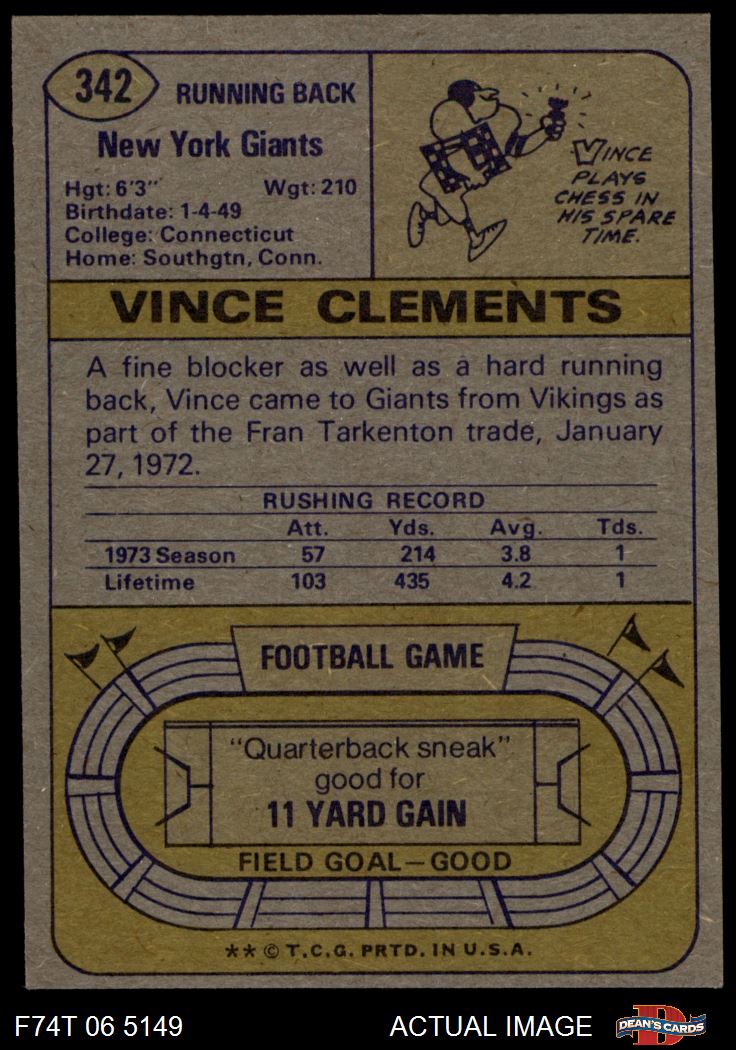 342
RUNNING BACK
New York Giants
Hgt: 6'3" Wgt: 210
Birthdate: 1-4-49
College: Connecticut
Home: Southgtn, Conn.
VINCE
PLAYS
CHESS IN
HIS SPARE
TIME.
VINCE CLEMENTS
A fine blocker as well as a hard running
back, Vince came to Giants from Vikings as
part of the Fran Tarkenton trade, January
27, 1972.
RUSHING RECORD
Att. Yds. Avg. Tds.
1973 Season 57 214 3.8 1
Lifetime 103 435 4.2 1
FOOTBALL GAME
"Quarterback sneak"
good for
11 YARD GAIN
FIELD GOAL—GOOD
** © T.C.G. PRTD. IN U.S.A.
F74T 06 5149 ACTUAL IMAGE D DEAN'S CARDS